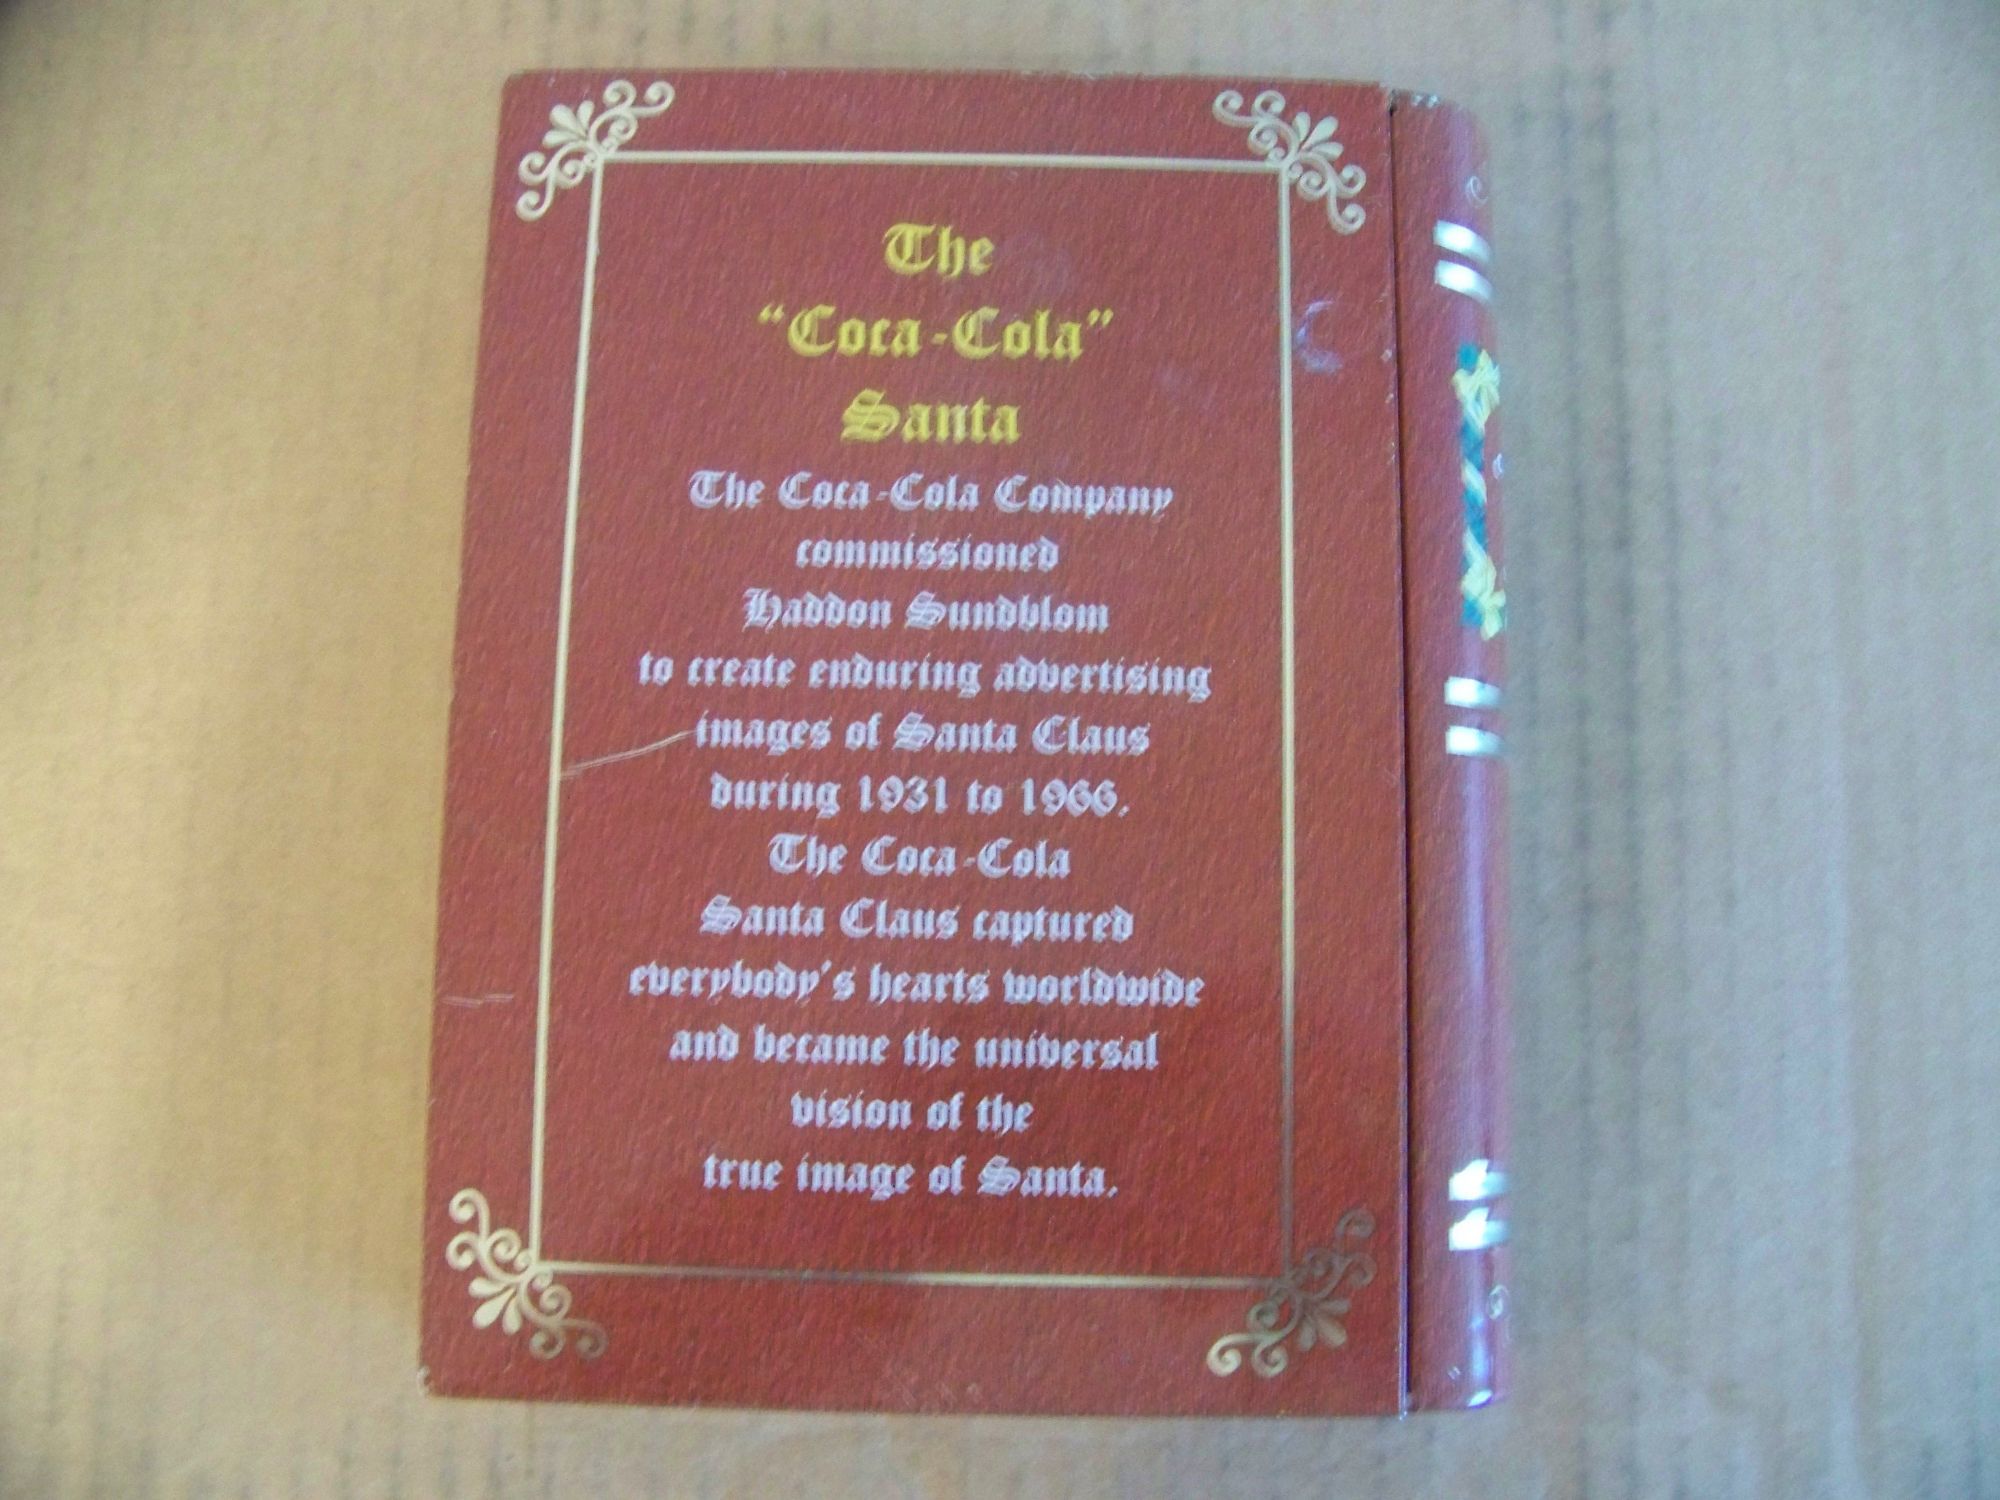 The
“Coca-Cola”
Santa
The Coca-Cola Company
commissioned
Haddon Sundblom
to create enduring advertising
images of Santa Claus
during 1931 to 1966.
The Coca-Cola
Santa Claus captured
everybody's hearts worldwide
and became the universal
vision of the
true image of Santa.